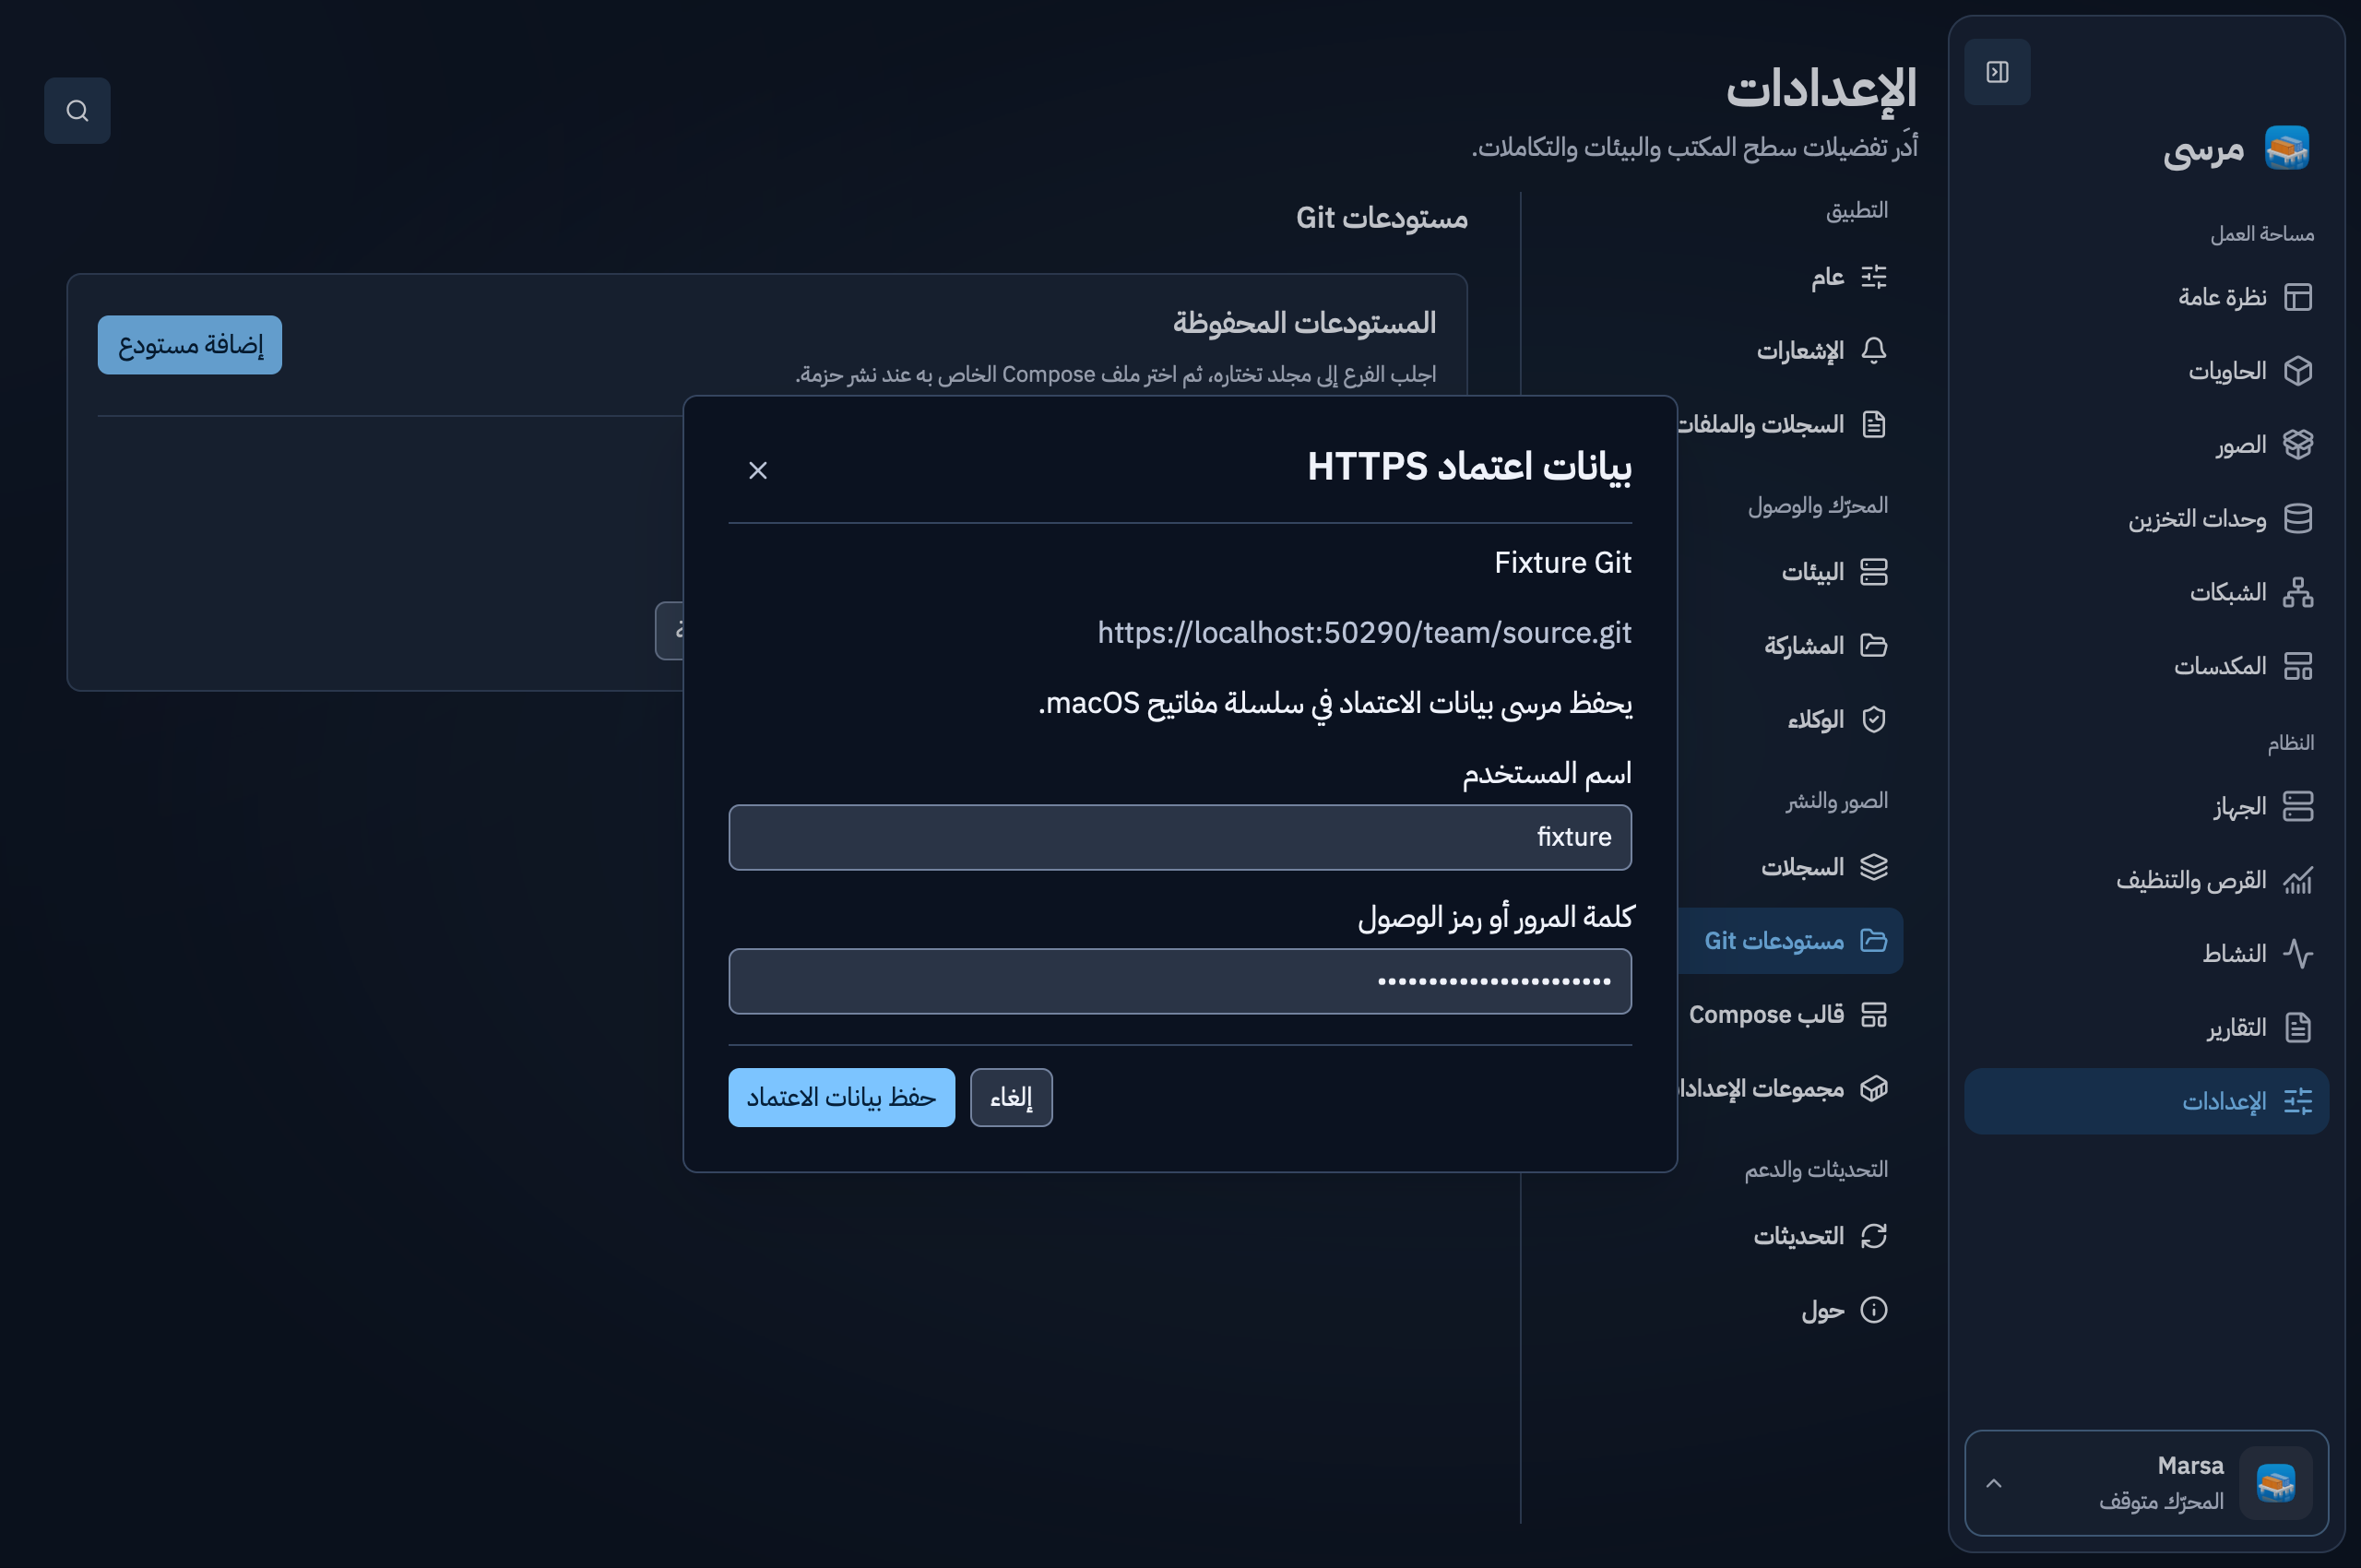 مرسى
مساحة العمل
نظرة عامة
الحاويات
الصور
وحدات التخزين
الشبكات
المكدسات
النظام
الجهاز
القرص والتنظيف
النشاط
التقارير
الإعدادات
Marsa
المحرّك متوقف
الإعدادات
أدَر تفضيلات سطح المكتب والبيئات والتكاملات.
التطبيق
عام
الإشعارات
السجلات والملفات
المحرّك والوصول
البيئات
المشاركة
الوكلاء
الصور والنشر
السجلات
مستودعات Git
قالب Compose
مجموعات
التحديثات والدعم
التحديثات
حول
مستودعات Git
المستودعات المحفوظة
اجلب الفرع إلى مجلد تختاره، ثم اختر ملف Compose الخاص به عند نشر حزمة.
إضافة مستودع
بيانات اعتماد HTTPS
Fixture Git
https://localhost:50290/team/source.git
يحفظ مرسى بيانات الاعتماد في سلسلة مفاتيح macOS.
اسم المستخدم
fixture
كلمة المرور أو رمز الوصول
إلغاء
حفظ بيانات الاعتماد